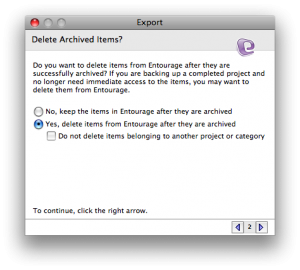 Export
Delete Archived Items?
Do you want to delete items from Entourage after they are
successfully archived? If you are backing up a completed project and
no longer need immediate access to the items, you may want to
delete them from Entourage.
No, keep the items in Entourage after they are archived
Yes, delete items from Entourage after they are archived
Do not delete items belonging to another project or category
To continue, click the right arrow.
2